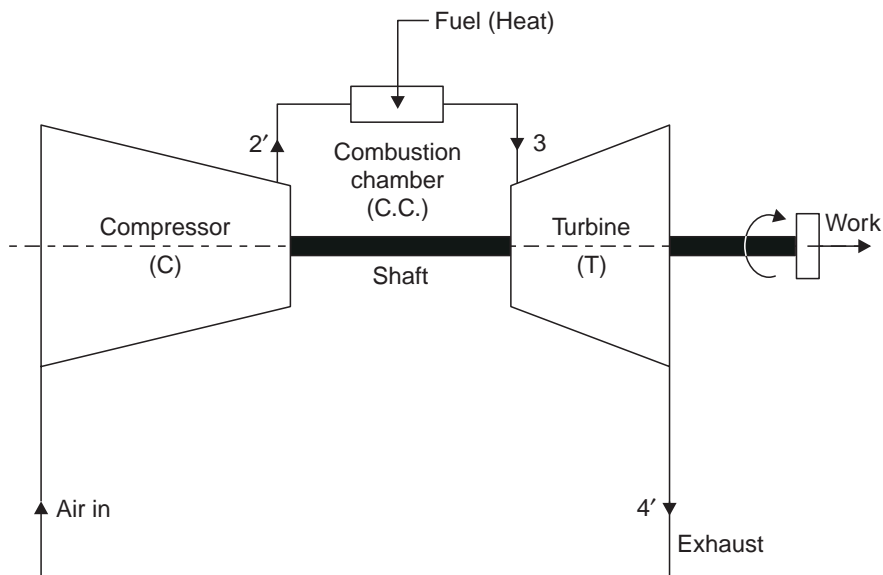 Fuel (Heat)
2′
3
Combustion
chamber
(C.C.)
Compressor
(C)
Turbine
(T)
Work
Shaft
Air in
4′
Exhaust